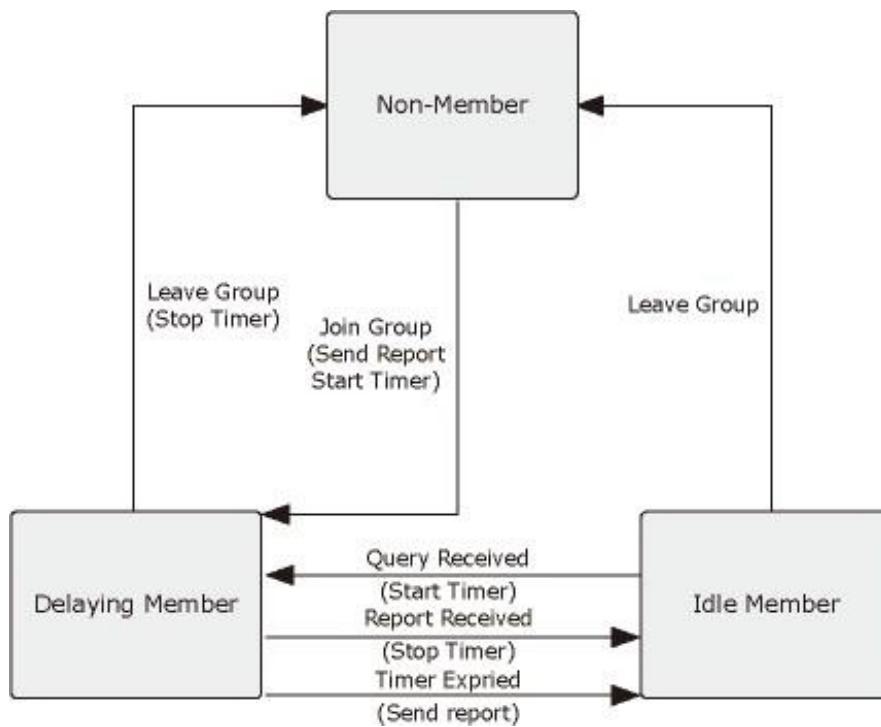 Non-Member
Leave Group
(Stop Timer)
Join Group
(Send Report
Start Timer)
Leave Group
Delaying Member
Query Received
(Start Timer)
Report Received
(Stop Timer)
Timer Expried
(Send report)
Idle Member